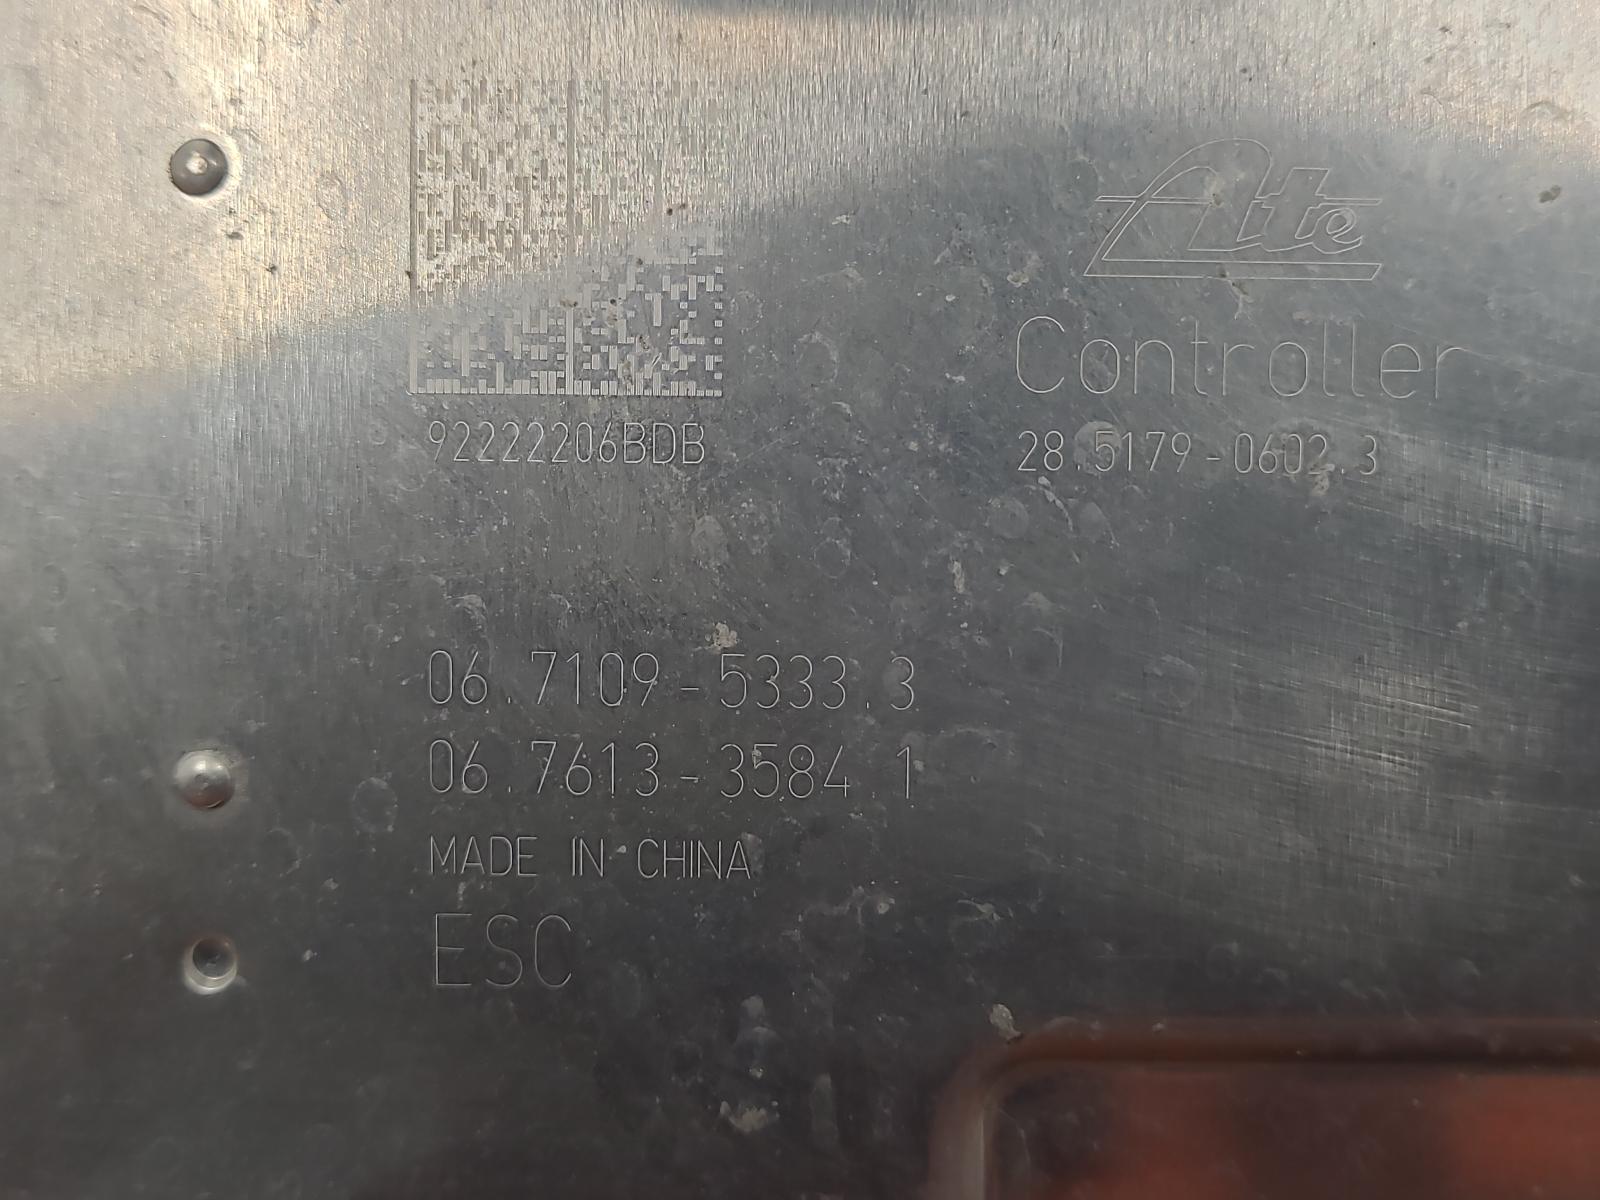 Ate
Controller
92222206BDB
28.5179-0602.3
06.7109-5333.3
06.7613-3584.1
MADE IN CHINA
ESC